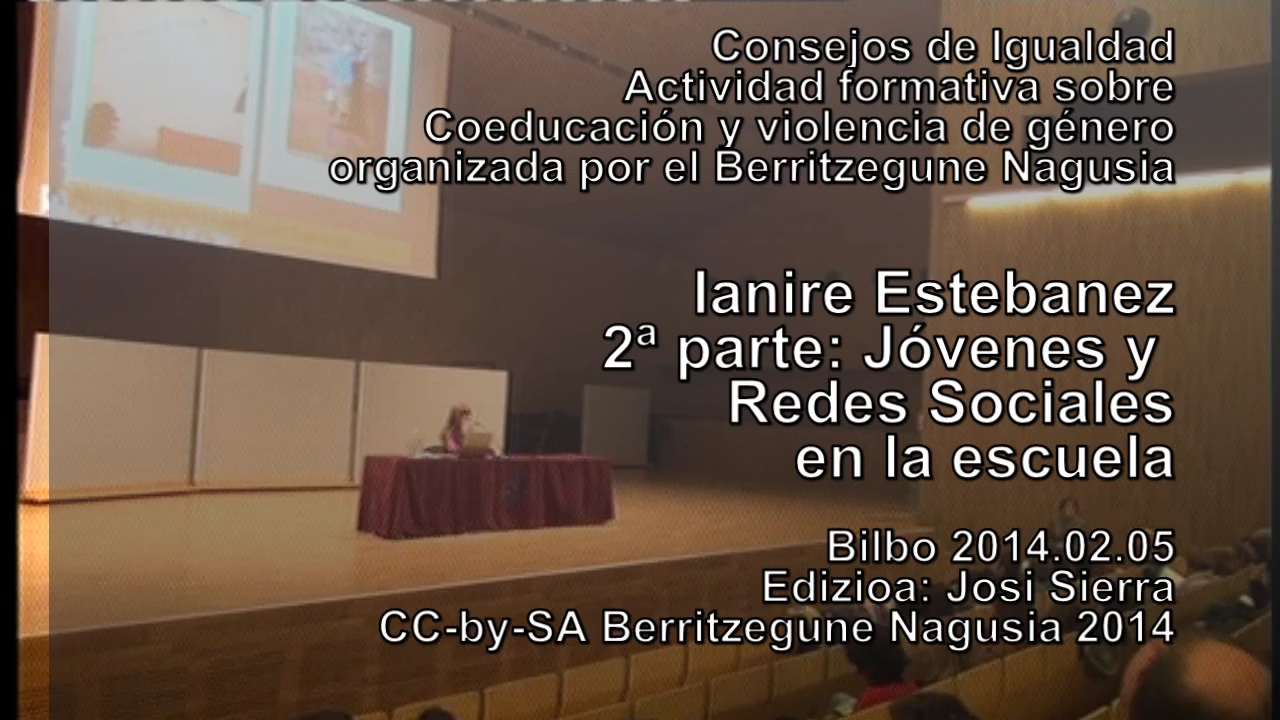 Consejos de Igualdad
Actividad formativa sobre
Coeducación y violencia de género
organizada por el Berritzegune Nagusia
Ianire Estebanez
2ª parte: Jóvenes y
Redes Sociales
en la escuela
Bilbo 2014.02.05
Edizioa: Josi Sierra
CC-by-SA Berritzegune Nagusia 2014